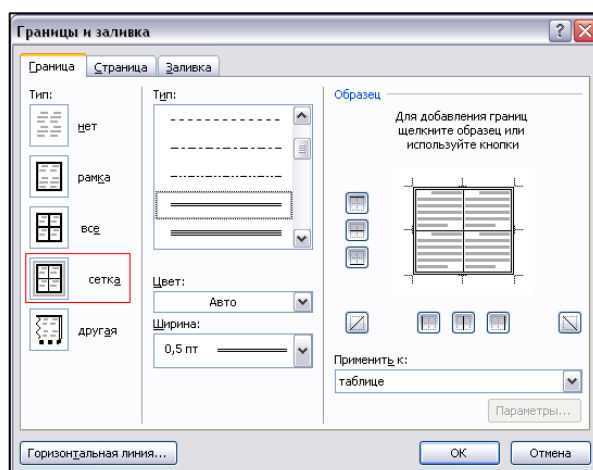 Границы и заливка
Граница
Страница
Заливка
Тип:
нет
рамка
все
сетка
другая
Тип:
Цвет:
Авто
Ширина:
0,5 пт
Образец
Для добавления границ
щелкните образец или
используйте кнопки
Применить к:
таблице
Параметры...
Горизонтальная линия...
ОК
Отмена